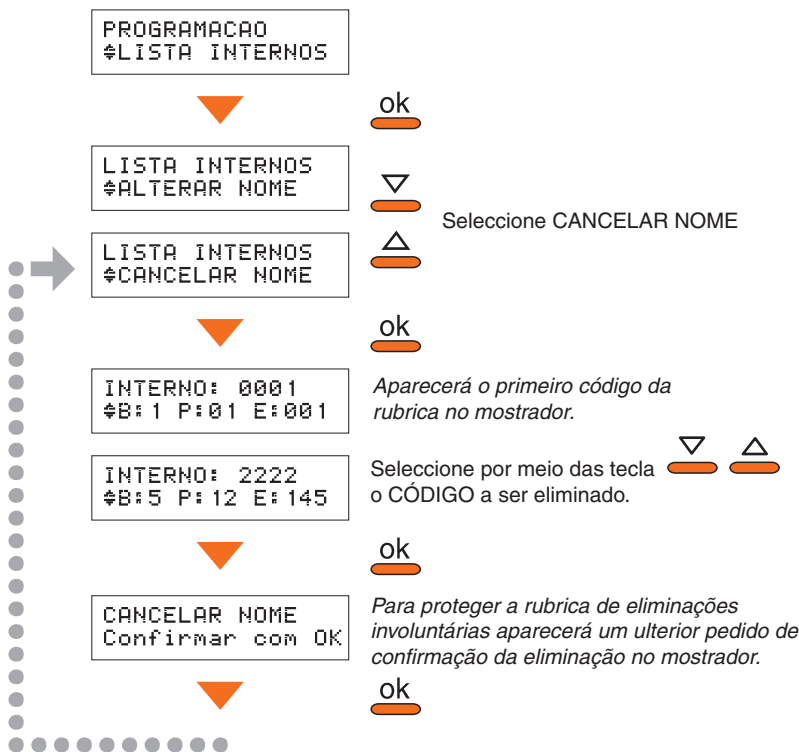 PROGRAMACAO
LISTA INTERNOS
ok
LISTA INTERNOS
ALTERAR NOME
Seleccione CANCELAR NOME
LISTA INTERNOS
CANCELAR NOME
ok
INTERNO: 0001
B:1 P:01 E:001
Aparecerá o primeiro código da
rubrica no mostrador.
INTERNO: 2222
B:5 P:12 E:145
Seleccione por meio das tecla
o CÓDIGO a ser eliminado.
ok
CANCELAR NOME
Confirmar com OK
Para proteger a rubrica de eliminações
involuntárias aparecerá um ulterior pedido de
confirmação da eliminação no mostrador.
ok